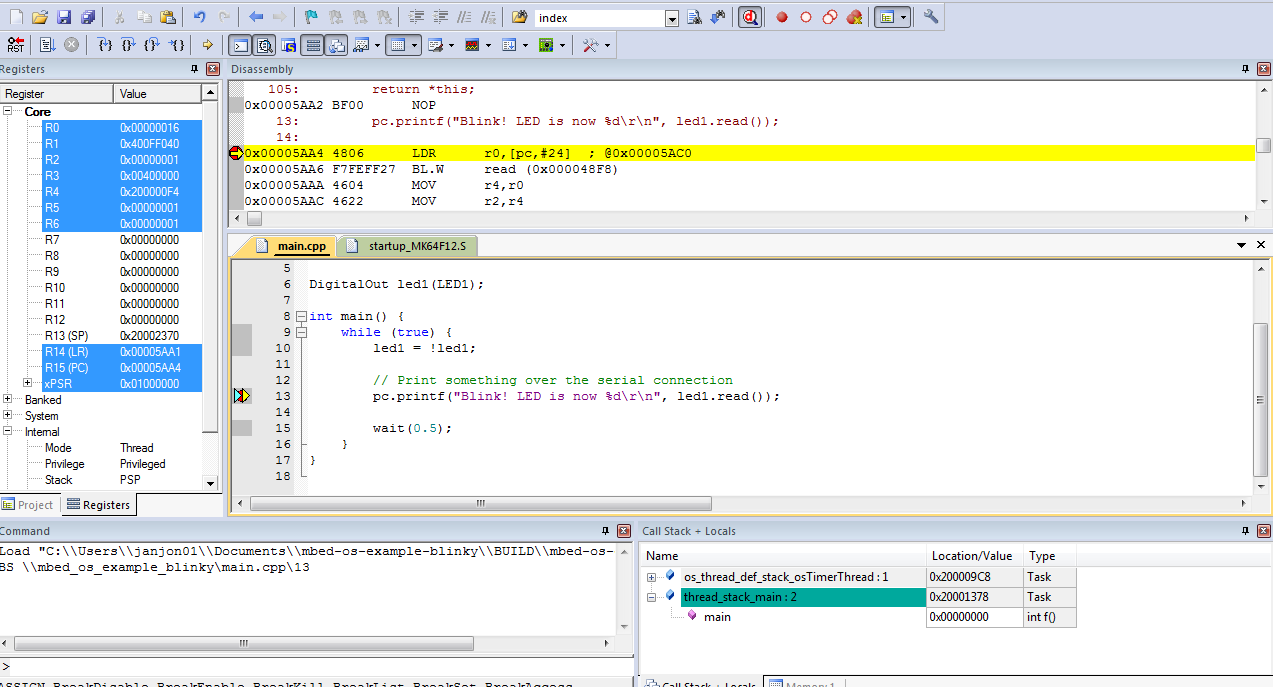 index
RST
Registers
Disassembly
Register Value
Core
R0 0x00000016
R1 0x400FF040
R2 0x00000001
R3 0x00400000
R4 0x200000F4
R5 0x00000001
R6 0x00000001
R7 0x00000000
R8 0x00000000
R9 0x00000000
R10 0x00000000
R11 0x00000000
R12 0x00000000
R13 (SP) 0x20002370
R14 (LR) 0x00005AA1
R15 (PC) 0x00005AA4
xPSR 0x01000000
Banked
System
Internal
Mode Thread
Privilege Privileged
Stack PSP
Project Registers
105: return *this;
0x00005AA2 BF00 NOP
13: pc.printf("Blink! LED is now %d\r\n", led1.read());
14:
0x00005AA4 4806 LDR r0,[pc,#24] ; @0x00005AC0
0x00005AA6 F7FEFF27 BL.W read (0x000048F8)
0x00005AAA 4604 MOV r4,r0
0x00005AAC 4622 MOV r2,r4
main.cpp startup_MK64F12.S
5
6 DigitalOut led1(LED1);
7
8 int main() {
9 while (true) {
10 led1 = !led1;
11
12 // Print something over the serial connection
13 pc.printf("Blink! LED is now %d\r\n", led1.read());
14
15 wait(0.5);
16 }
17 }
18
Command
Load "C:\\Users\\janjon01\\Documents\\mbed-os-example-blinky\\BUILD\\mbed-os-
BS \\mbed_os_example_blinky\main.cpp\13
>
ASSIGN BreakDisable BreakEnable BreakKill BreakList BreakSet BreakAccess
Call Stack + Locals
Name Location/Value Type
os_thread_def_stack_osTimerThread : 1 0x200009C8 Task
thread_stack_main : 2 0x20001378 Task
main 0x00000000 int f()
Call Stack + Locals Memory 1